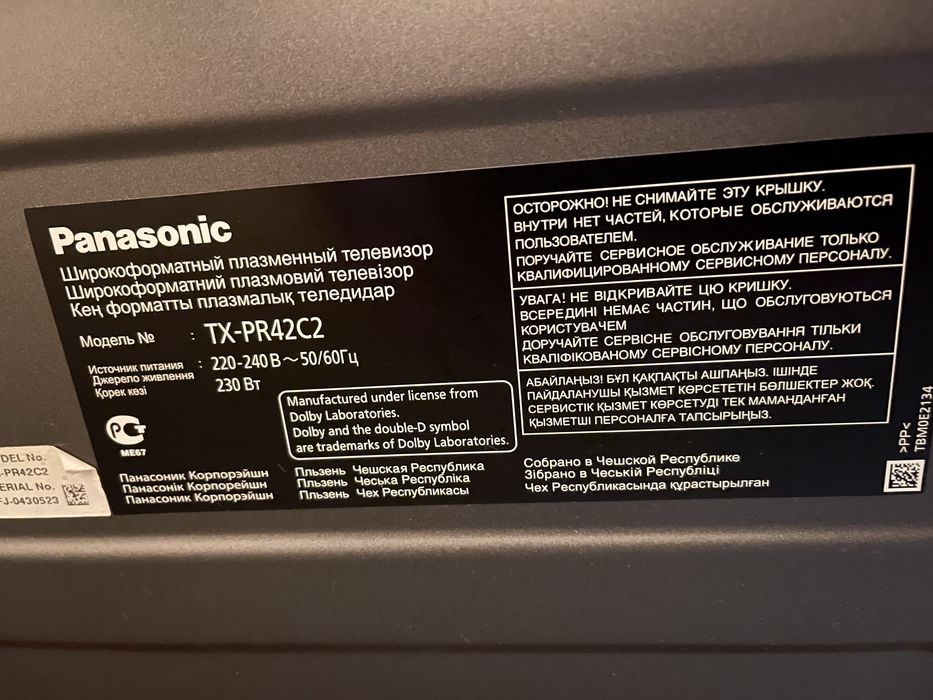 Panasonic
Широкоформатный плазменный телевизор
Широкоформатний плазмовий телевізор
Кең форматты плазмалық теледидар
Модель № : TX-PR42C2
Источник питания
Джерело живлення : 220-240 В ~ 50/60Гц
Қорек көзі 230 Вт
Manufactured under license from
Dolby Laboratories.
Dolby and the double-D symbol
are trademarks of Dolby Laboratories.
РС
ME67
Панасоник Корпорэйшн Пльзень Чешская Республика
Панасонік Корпорейшн Пльзень Чеська Республіка
Панасоник Корпорэйшн Пльзень Чех Республикасы
Собрано в Чешской Республике
Зібрано в Чеській Республіці
Чех Республикасында құрастырылған
ОСТОРОЖНО! НЕ СНИМАЙТЕ ЭТУ КРЫШКУ.
ВНУТРИ НЕТ ЧАСТЕЙ, КОТОРЫЕ ОБСЛУЖИВАЮТСЯ
ПОЛЬЗОВАТЕЛЕМ.
ПОРУЧАЙТЕ СЕРВИСНОЕ ОБСЛУЖИВАНИЕ ТОЛЬКО
КВАЛИФИЦИРОВАННОМУ СЕРВИСНОМУ ПЕРСОНАЛУ.
УВАГА! НЕ ВІДКРИВАЙТЕ ЦЮ КРИШКУ.
ВСЕРЕДИНІ НЕМАЄ ЧАСТИН, ЩО ОБСЛУГОВУЮТЬСЯ
КОРИСТУВАЧЕМ
ДОРУЧАЙТЕ СЕРВІСНЕ ОБСЛУГОВУВАННЯ ТІЛЬКИ
КВАЛІФІКОВАНОМУ СЕРВІСНОМУ ПЕРСОНАЛУ.
АБАЙЛАҢЫЗ! БҰЛ ҚАҚПАҚТЫ АШПАҢЫЗ. ІШІНДЕ
ПАЙДАЛАНУШЫ ҚЫЗМЕТ КӨРСЕТЕТІН БӨЛШЕКТЕР ЖОҚ.
СЕРВИСТІК ҚЫЗМЕТ КӨРСЕТУДІ ТЕК МАМАНДАНҒАН
ҚЫЗМЕТШІ ПЕРСОНАЛҒА ТАПСЫРЫҢЫЗ.
>PPP<
TBM0E2134
DEL No.
-PR42C2
ERIAL No.
FJ-0430523